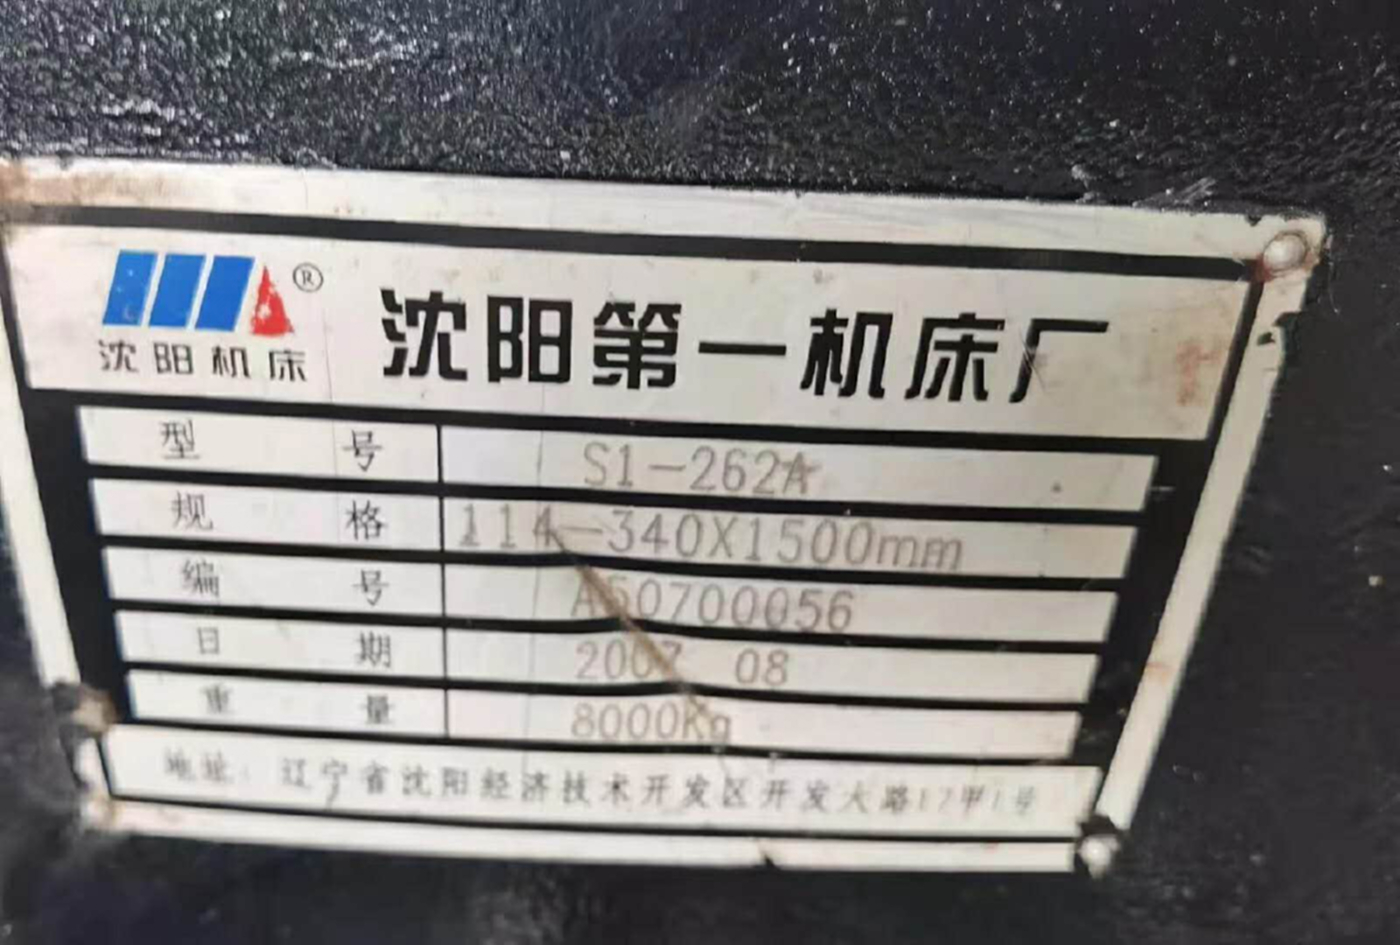 ® 沈阳机床
沈阳第一机床厂
型号 S1-262A
规格 114-340X1500mm
编号 A50700056
日期 2007 08
重量 8000Kg
地址: 辽宁省沈阳经济技术开发区开发大路17甲1号